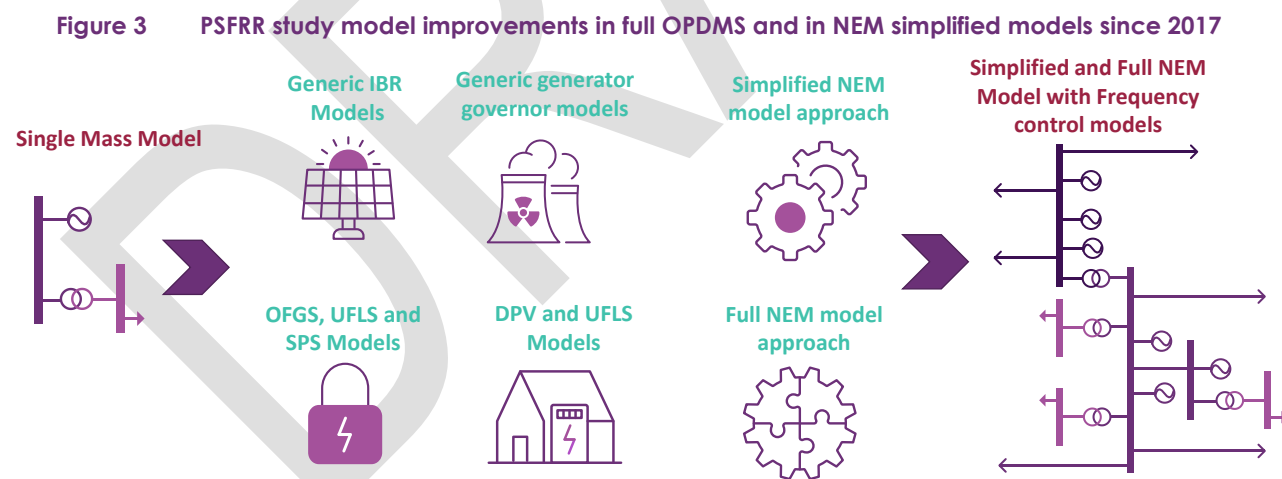 Figure 3 PSFRR study model improvements in full OPDMS and in NEM simplified models since 2017
Single Mass Model
Generic IBR
Models
Generic generator
governor models
Simplified NEM
model approach
OFGS, UFLS and
SPS Models
DPV and UFLS
Models
Full NEM model
approach
Simplified and Full NEM
Model with Frequency
control models